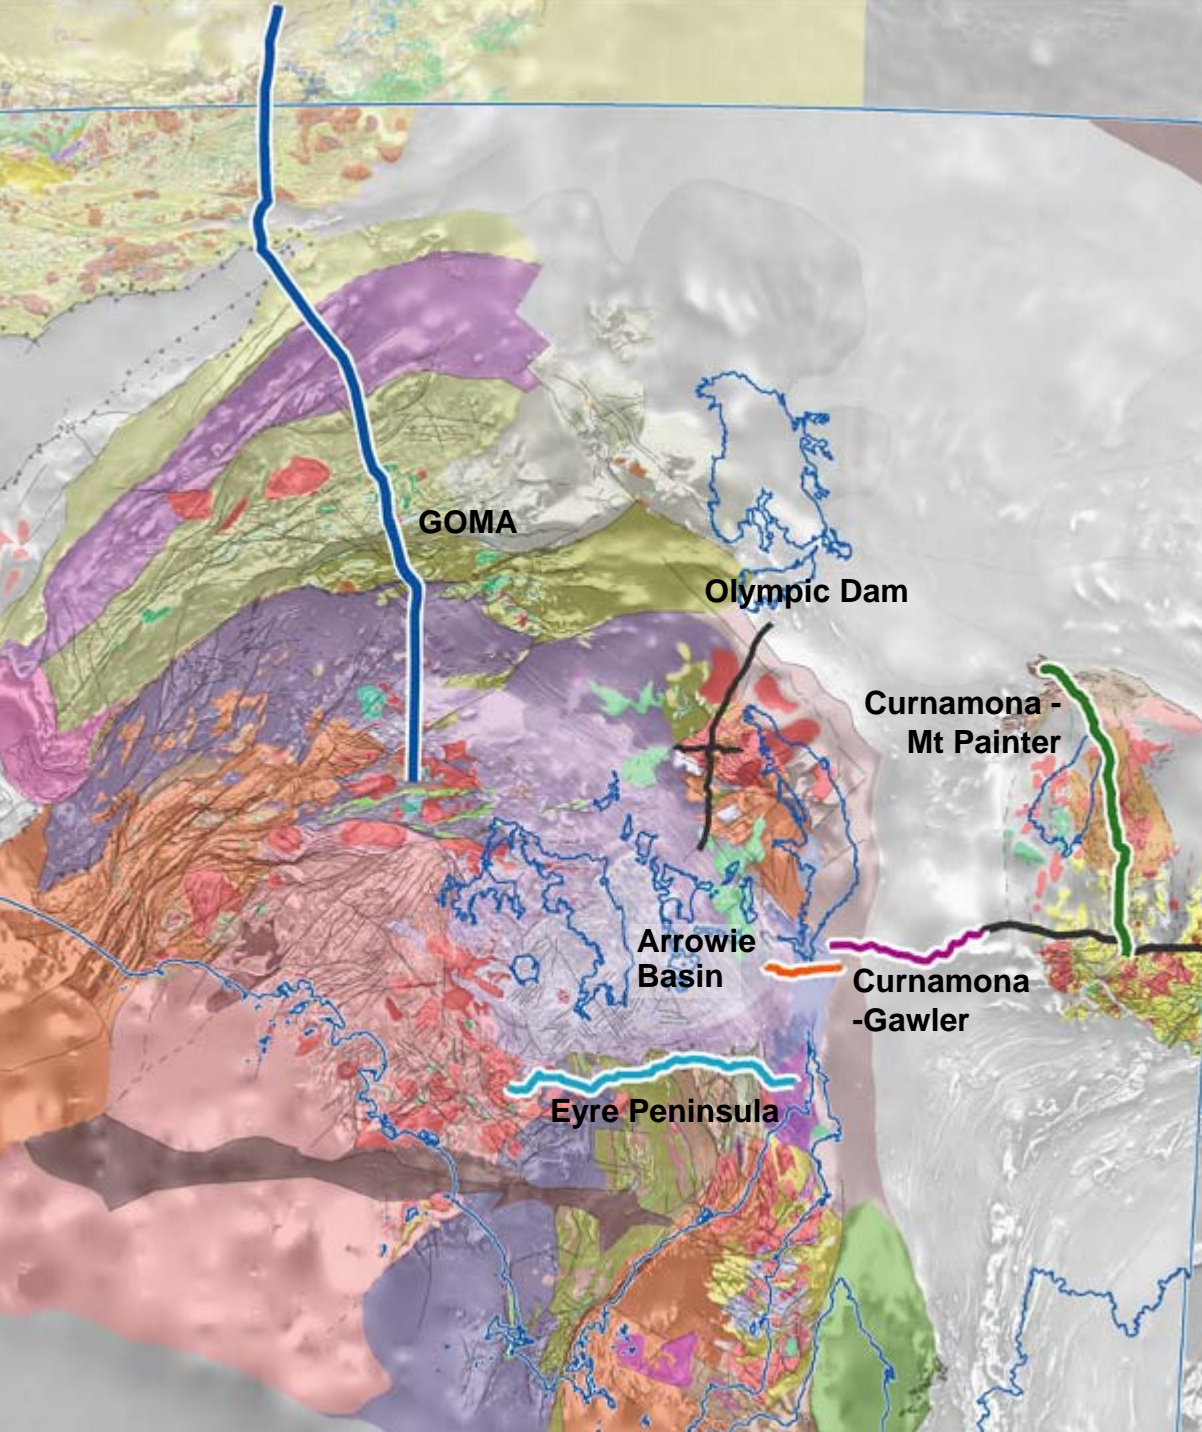 GOMA
Olympic Dam
Curnamona -
Mt Painter
Arrowie
Basin
Curnamona
-Gawler
Eyre Peninsula